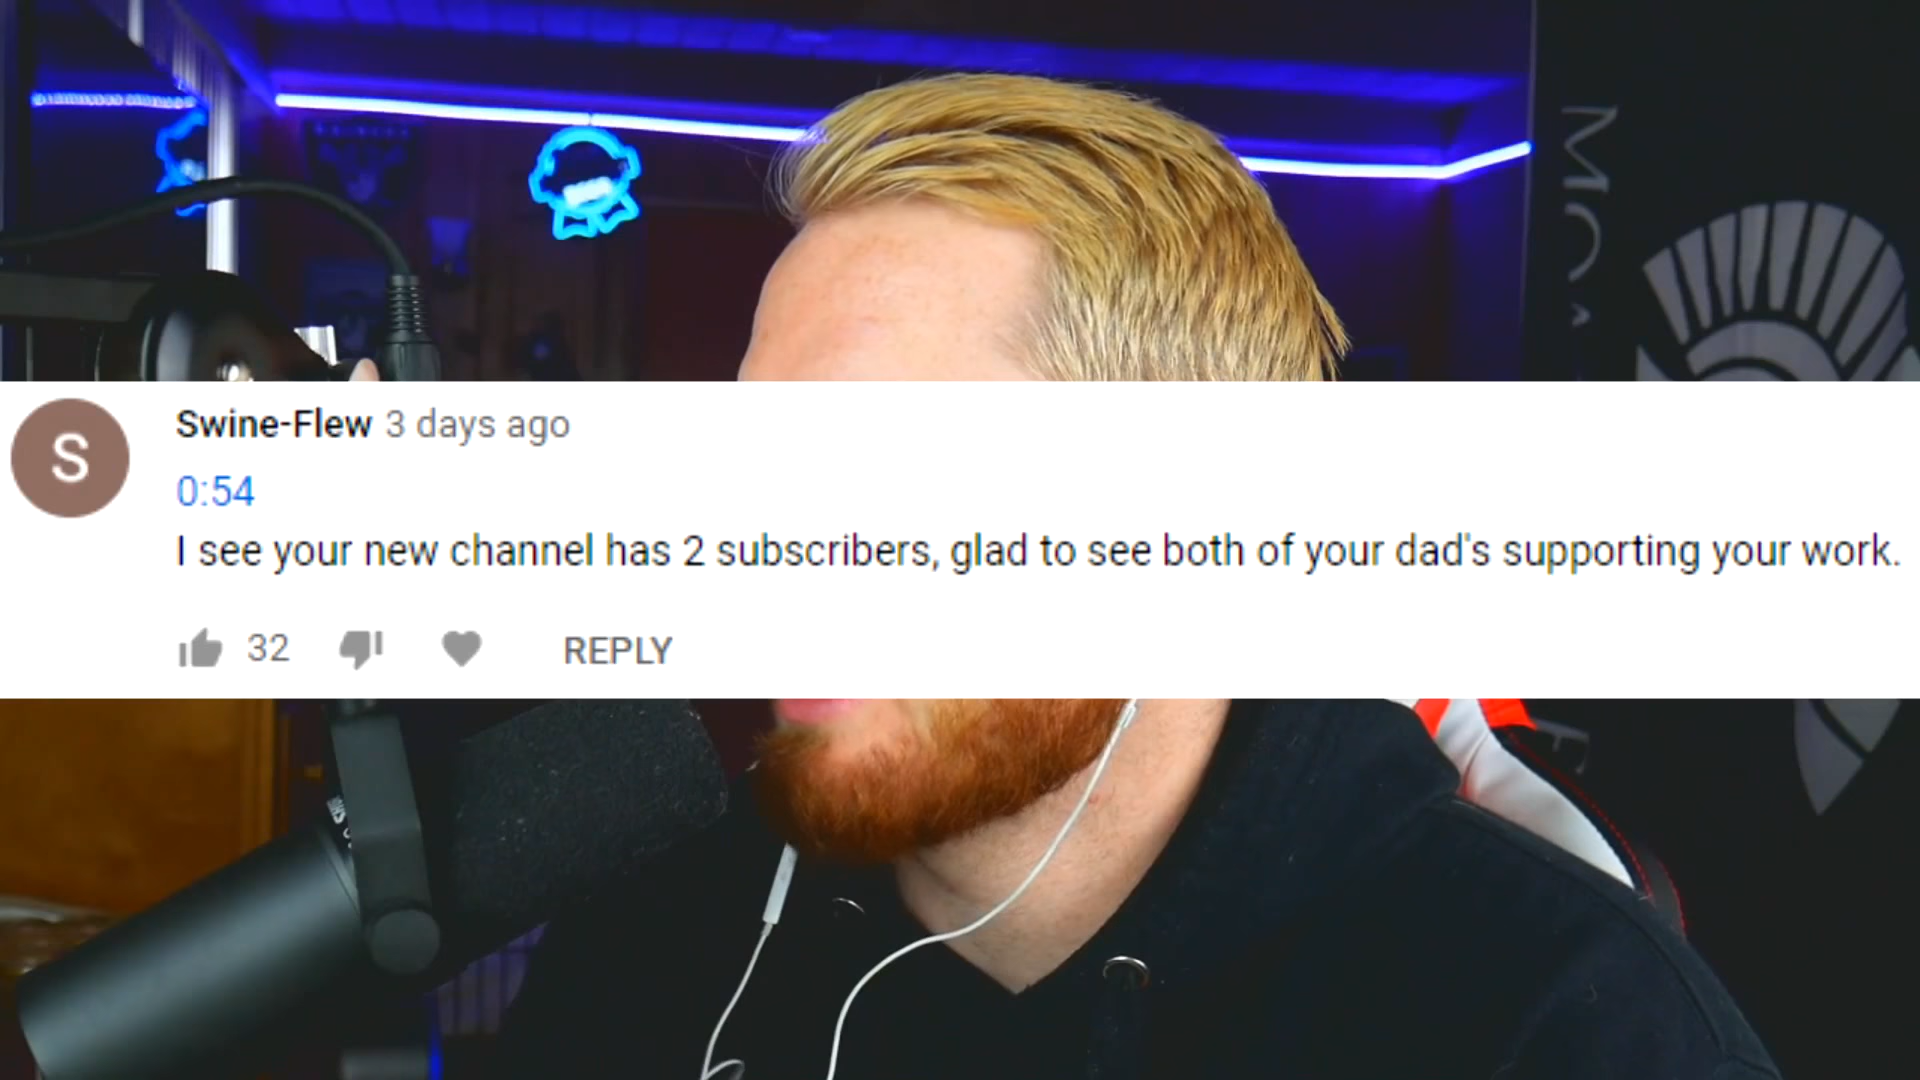 Swine-Flew 3 days ago
0:54
I see your new channel has 2 subscribers, glad to see both of your dad's supporting your work.
32
REPLY
S